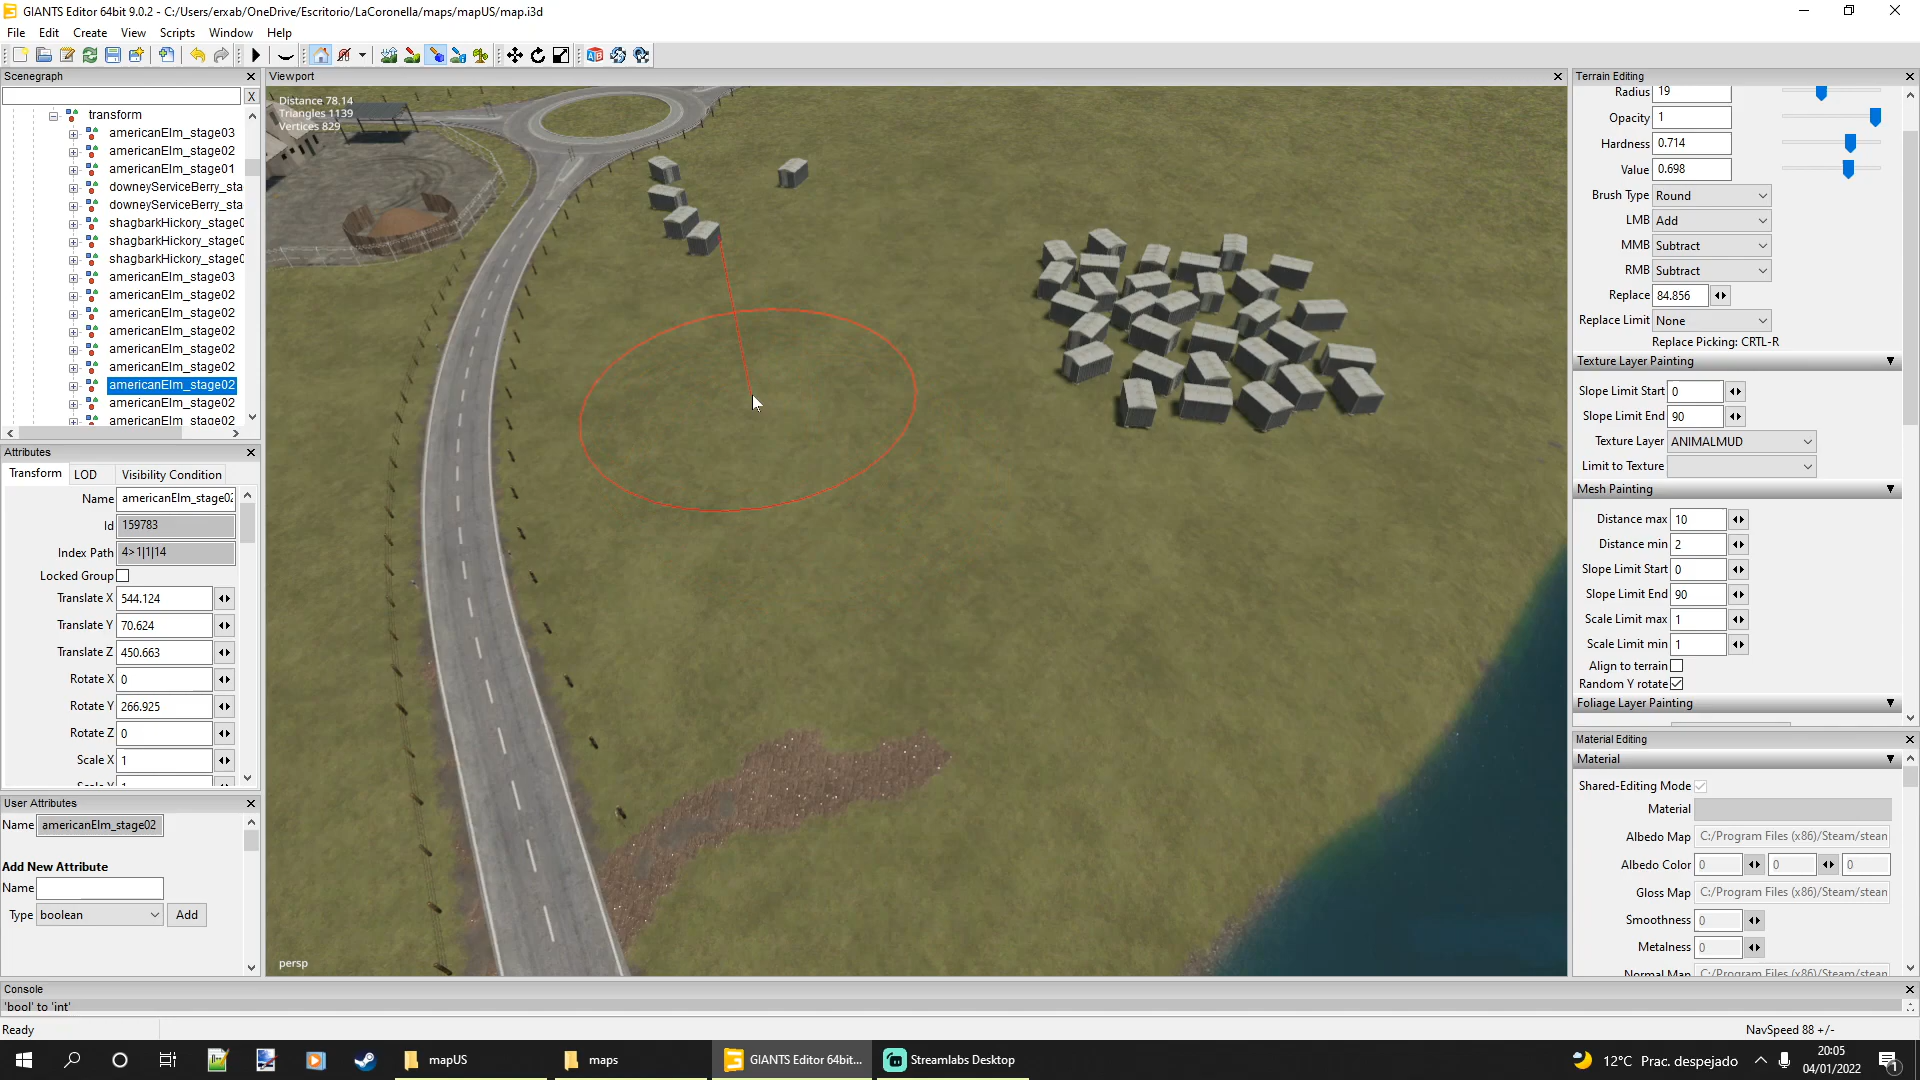 GIANTS Editor 64bit 9.0.2 - C:/Users/erxab/OneDrive/Escritorio/LaCoronella/maps/mapUS/map.i3d
File Edit Create View Scripts Window Help
Scenegraph
X
transform
americanElm_stage03
americanElm_stage02
americanElm_stage01
downeyServiceBerry_sta
downeyServiceBerry_sta
shagbarkHickory_stage0
shagbarkHickory_stage0
shagbarkHickory_stage0
americanElm_stage03
americanElm_stage02
americanElm_stage02
americanElm_stage02
americanElm_stage02
americanElm_stage02
americanElm_stage02
americanElm_stage02
americanElm_stage02
Attributes
Transform LOD Visibility Condition
Name americanElm_stage02
Id 159783
Index Path 4>1|1|14
Locked Group
Translate X 544.124
Translate Y 70.624
Translate Z 450.663
Rotate X 0
Rotate Y 266.925
Rotate Z 0
Scale X 1
Scale Y 1
User Attributes
Name americanElm_stage02
Add New Attribute
Name
Type boolean Add
Viewport
Distance 78.14
Triangles 1139
Vertices 829
persp
Terrain Editing
Radius 19
Opacity 1
Hardness 0.714
Value 0.698
Brush Type Round
LMB Add
MMB Subtract
RMB Subtract
Replace 84.856
Replace Limit None
Replace Picking: CRTL-R
Texture Layer Painting
Slope Limit Start 0
Slope Limit End 90
Texture Layer ANIMALMUD
Limit to Texture
Mesh Painting
Distance max 10
Distance min 2
Slope Limit Start 0
Slope Limit End 90
Scale Limit max 1
Scale Limit min 1
Align to terrain
Random Y rotate
Foliage Layer Painting
Material Editing
Material
Shared-Editing Mode
Material
Albedo Map C:/Program Files (x86)/Steam/stean
Albedo Color 0 0 0
Gloss Map C:/Program Files (x86)/Steam/stean
Smoothness 0
Metalness 0
Normal Map C:/Program Files (x86)/Steam/stean
Console
'bool' to 'int'
Ready
NavSpeed 88 +/-
mapUS
maps
GIANTS Editor 64bit...
Streamlabs Desktop
12°C Prac. despejado
20:05
04/01/2022
1